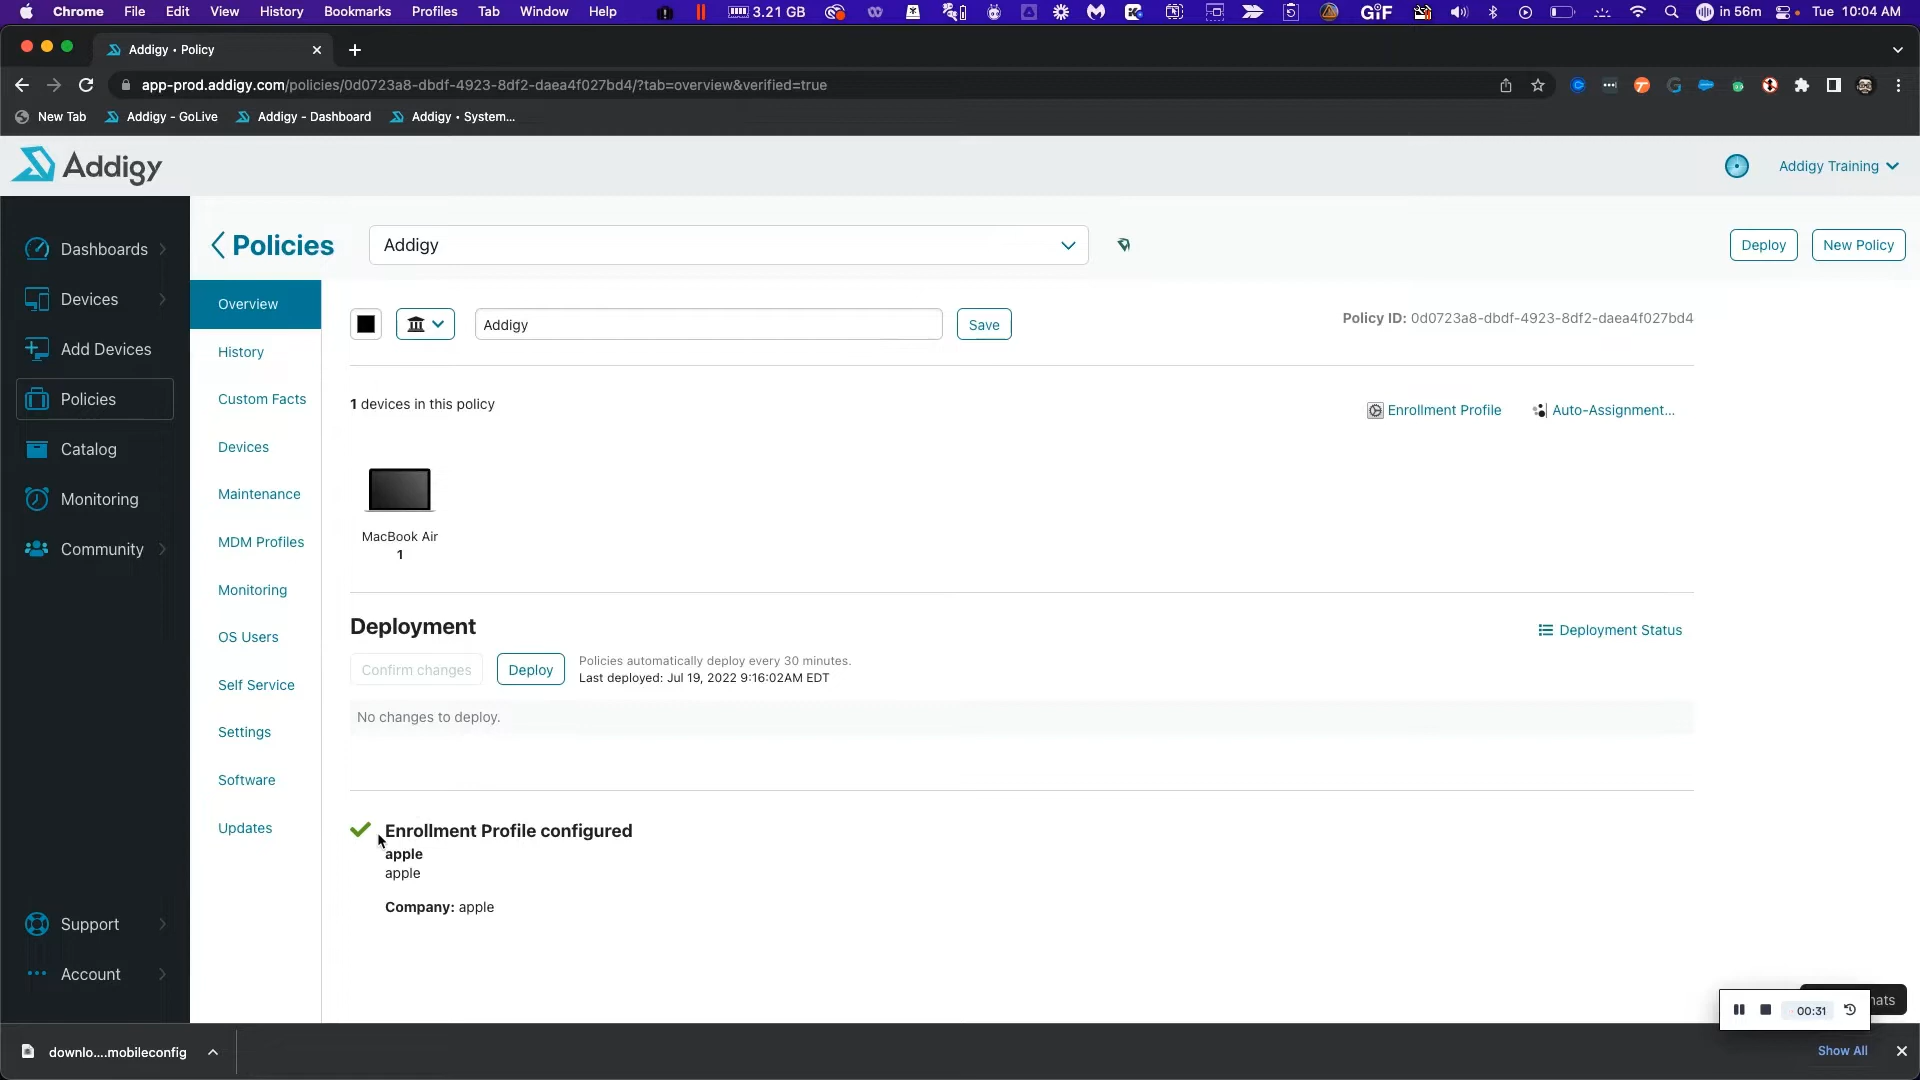 Chrome File Edit View History Bookmarks Profiles Tab Window Help 3.21 GB GIF in 56m Tue 10:04 AM
Addigy • Policy
app-prod.addigy.com/policies/0d0723a8-dbdf-4923-8df2-daea4f027bd4/?tab=overview&verified=true
New Tab Addigy - GoLive Addigy - Dashboard Addigy • System...
Addigy
Addigy Training
Dashboards
Devices
Add Devices
Policies
Catalog
Monitoring
Community
Support
Account
Policies
Addigy
Deploy
New Policy
Overview
History
Custom Facts
Devices
Maintenance
MDM Profiles
Monitoring
OS Users
Self Service
Settings
Software
Updates
Addigy
Save
Policy ID: 0d0723a8-dbdf-4923-8df2-daea4f027bd4
1 devices in this policy
Enrollment Profile
Auto-Assignment...
MacBook Air
1
Deployment
Deployment Status
Confirm changes
Deploy
Policies automatically deploy every 30 minutes.
Last deployed: Jul 19, 2022 9:16:02AM EDT
No changes to deploy.
Enrollment Profile configured
apple
apple
Company: apple
00:31
downlo....mobileconfig
Show All